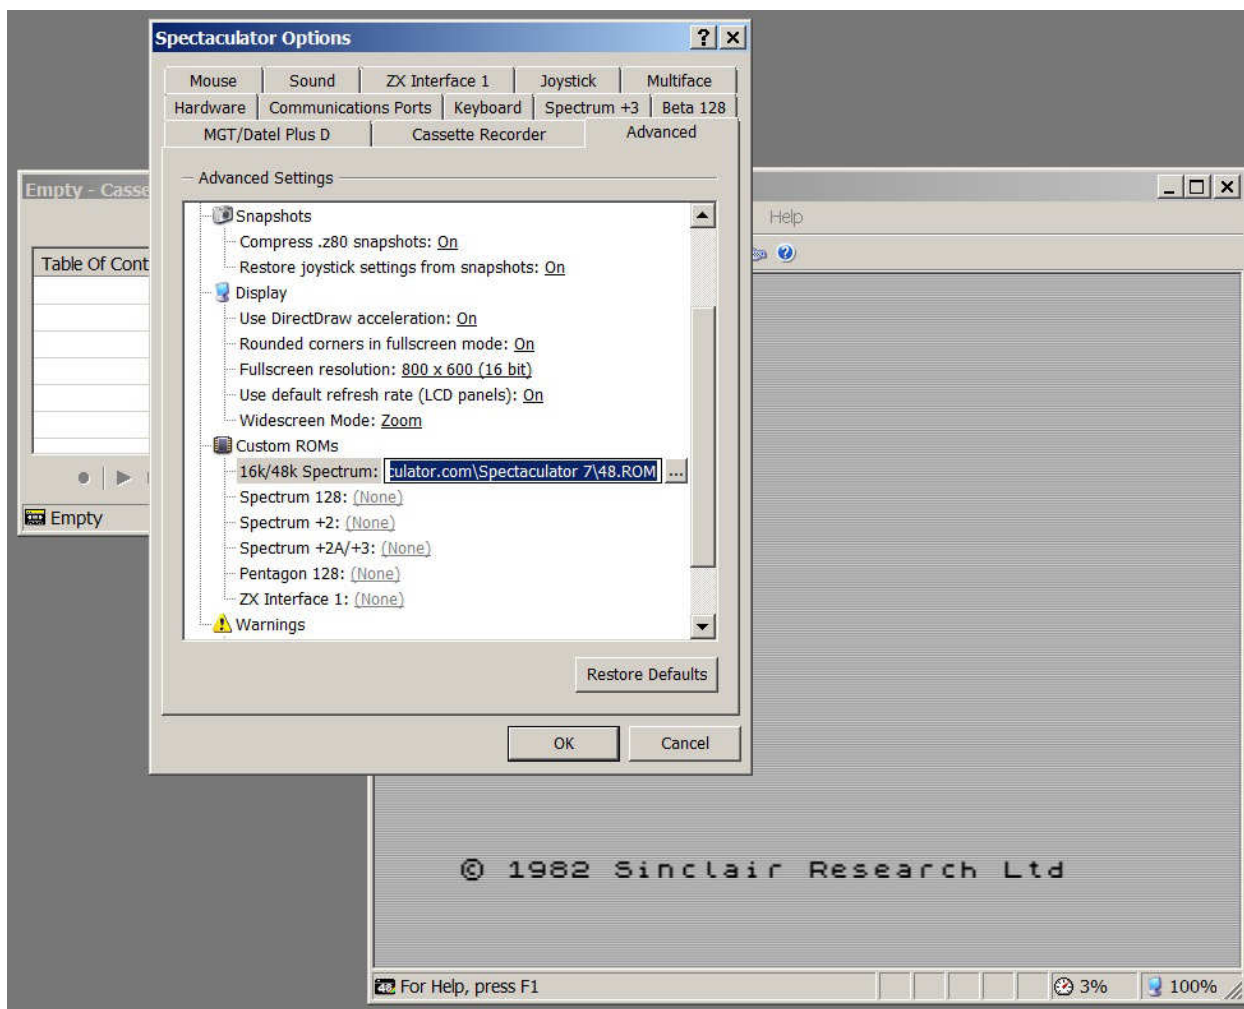 Spectaculator Options
Mouse Sound ZX Interface 1 Joystick Multiface
Hardware Communications Ports Keyboard Spectrum +3 Beta 128
MGT/Datel Plus D Cassette Recorder Advanced
Advanced Settings
Snapshots
Compress .z80 snapshots: On
Restore joystick settings from snapshots: On
Display
Use DirectDraw acceleration: On
Rounded corners in fullscreen mode: On
Fullscreen resolution: 800 x 600 (16 bit)
Use default refresh rate (LCD panels): On
Widescreen Mode: Zoom
Custom ROMs
16k/48k Spectrum: culator.com\Spectaculator 7\48.ROM ...
Spectrum 128: (None)
Spectrum +2: (None)
Spectrum +2A/+3: (None)
Pentagon 128: (None)
ZX Interface 1: (None)
Warnings
Restore Defaults
OK Cancel
Empty - Casse
Table Of Cont
Empty
Help
© 1982 Sinclair Research Ltd
For Help, press F1 3% 100%